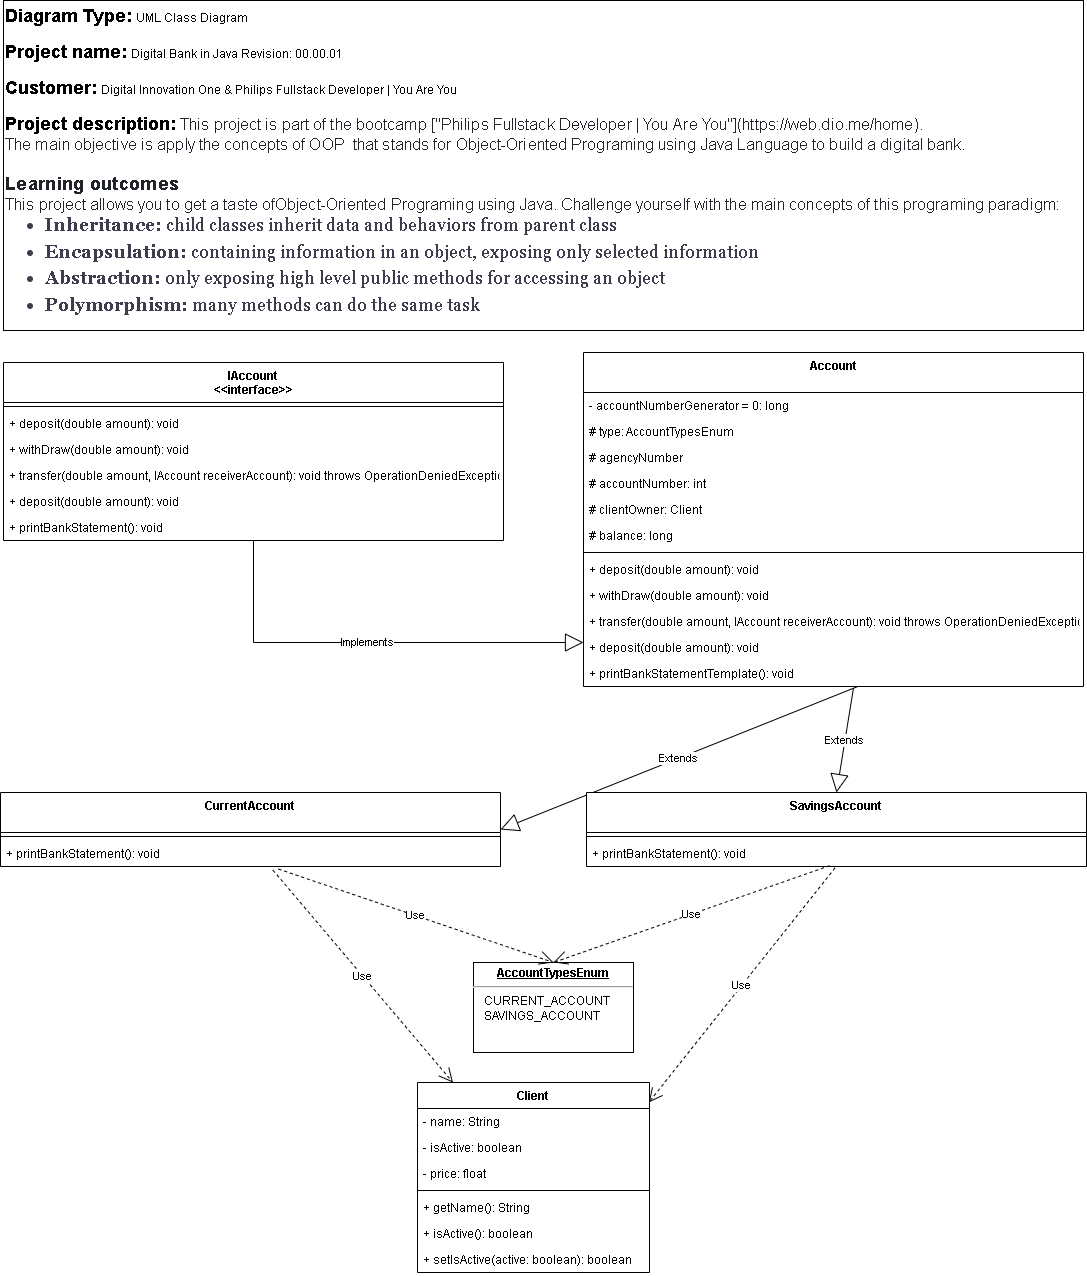 Diagram Type: UML Class Diagram
Project name: Digital Bank in Java Revision: 00.00.01
Customer: Digital Innovation One & Philips Fullstack Developer | You Are You
Project description: This project is part of the bootcamp ["Philips Fullstack Developer | You Are You"](https://web.dio.me/home).
The main objective is apply the concepts of OOP  that stands for Object-Oriented Programing using Java Language to build a digital bank.
Learning outcomes
This project allows you to get a taste ofObject-Oriented Programing using Java. Challenge yourself with the main concepts of this programing paradigm:
• Inheritance: child classes inherit data and behaviors from parent class
• Encapsulation: containing information in an object, exposing only selected information
• Abstraction: only exposing high level public methods for accessing an object
• Polymorphism: many methods can do the same task
IAccount
<<interface>>
+ deposit(double amount): void
+ withDraw(double amount): void
+ transfer(double amount, IAccount receiverAccount): void throws OperationDeniedExcepti
+ deposit(double amount): void
+ printBankStatement(): void
Account
- accountNumberGenerator = 0: long
# type: AccountTypesEnum
# agencyNumber
# accountNumber: int
# clientOwner: Client
# balance: long
+ deposit(double amount): void
+ withDraw(double amount): void
+ transfer(double amount, IAccount receiverAccount): void throws OperationDeniedExcepti
+ deposit(double amount): void
+ printBankStatementTemplate(): void
Implements
Extends
Extends
CurrentAccount
+ printBankStatement(): void
SavingsAccount
+ printBankStatement(): void
Use
Use
Use
Use
AccountTypesEnum
CURRENT_ACCOUNT
SAVINGS_ACCOUNT
Client
- name: String
- isActive: boolean
- price: float
+ getName(): String
+ isActive(): boolean
+ setIsActive(active: boolean): boolean